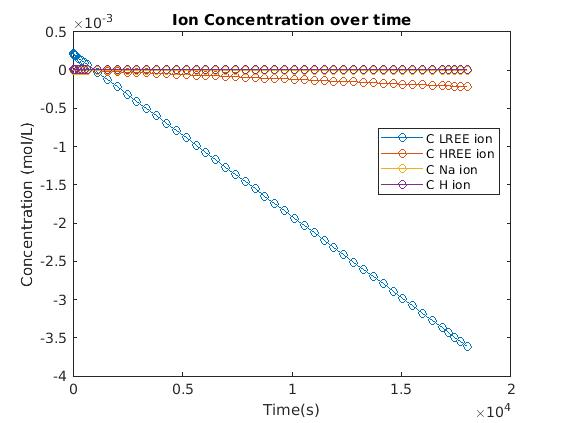 Ion Concentration over time
×10⁻³
0.5
0
-0.5
-1
-1.5
-2
-2.5
-3
-3.5
-4
Concentration (mol/L)
C LREE ion
C HREE ion
C Na ion
C H ion
0
0.5
1
1.5
2
Time(s)
×10⁴